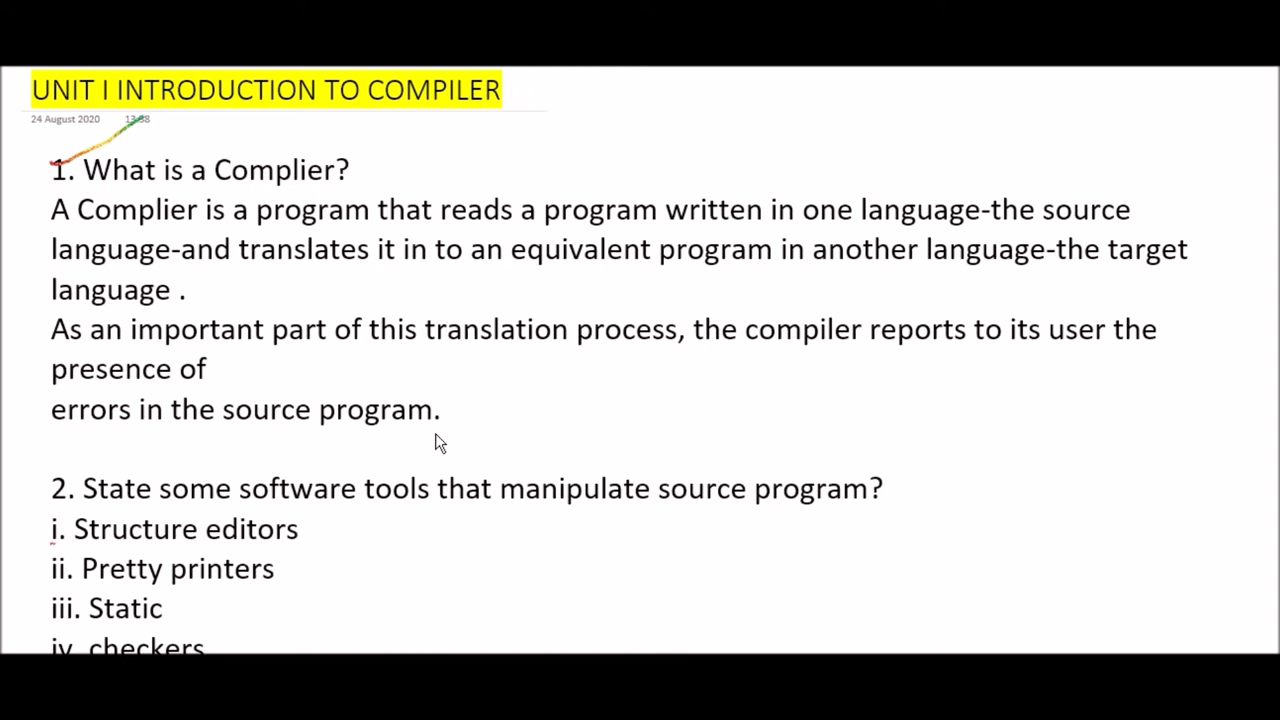 UNIT I INTRODUCTION TO COMPILER
24 August 2020 13:38
1. What is a Complier?
A Complier is a program that reads a program written in one language-the source
language-and translates it in to an equivalent program in another language-the target
language .
As an important part of this translation process, the compiler reports to its user the
presence of
errors in the source program.
2. State some software tools that manipulate source program?
i. Structure editors
ii. Pretty printers
iii. Static
iv. checkers